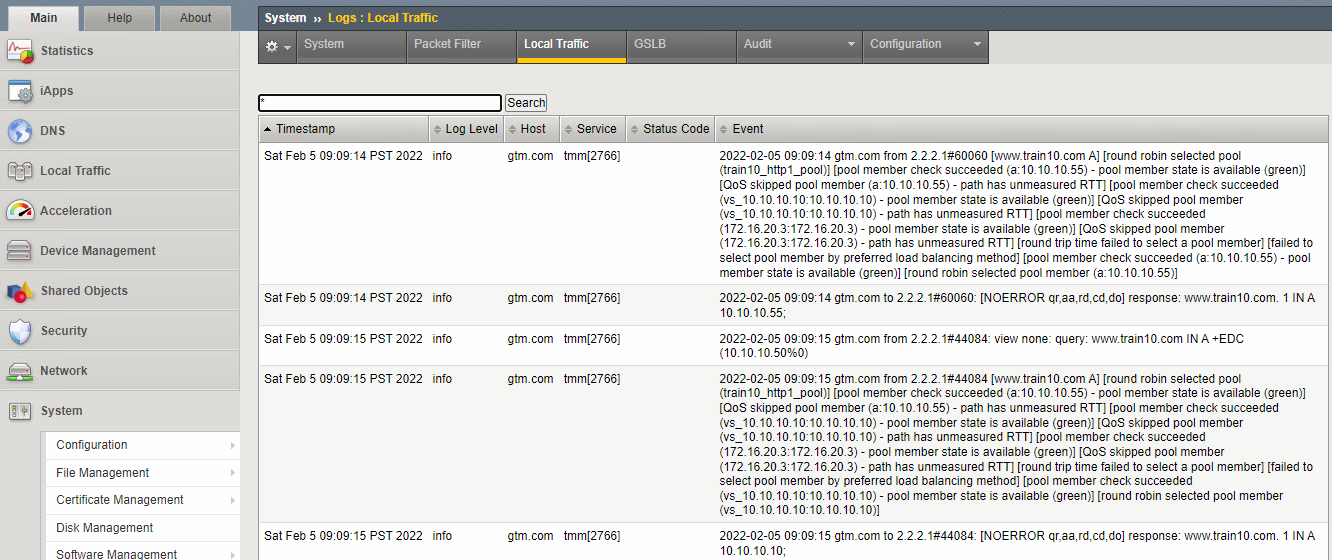 Main
Help
About
Statistics
iApps
DNS
Local Traffic
Acceleration
Device Management
Shared Objects
Security
Network
System
Configuration
File Management
Certificate Management
Disk Management
Software Management
System ›› Logs : Local Traffic
System
Packet Filter
Local Traffic
GSLB
Audit
Configuration
*
Search
Timestamp
Log Level
Host
Service
Status Code
Event
Sat Feb 5 09:09:14 PST 2022 info gtm.com tmm[2766]
2022-02-05 09:09:14 gtm.com from 2.2.2.1#60060 [www.train10.com A] [round robin selected pool
(train10_http1_pool)] [pool member check succeeded (a:10.10.10.55) - pool member state is available (green)]
[QoS skipped pool member (a:10.10.10.55) - path has unmeasured RTT] [pool member check succeeded
(vs_10.10.10.10:10.10.10.10) - pool member state is available (green)] [QoS skipped pool member
(vs_10.10.10.10:10.10.10.10) - path has unmeasured RTT] [pool member check succeeded
(172.16.20.3:172.16.20.3) - pool member state is available (green)] [QoS skipped pool member
(172.16.20.3:172.16.20.3) - path has unmeasured RTT] [round trip time failed to select a pool member] [failed to
select pool member by preferred load balancing method] [pool member check succeeded (a:10.10.10.55) - pool
member state is available (green)] [round robin selected pool member (a:10.10.10.55)]
Sat Feb 5 09:09:14 PST 2022 info gtm.com tmm[2766]
2022-02-05 09:09:14 gtm.com to 2.2.2.1#60060: [NOERROR qr,aa,rd,cd,do] response: www.train10.com. 1 IN A
10.10.10.55;
Sat Feb 5 09:09:15 PST 2022 info gtm.com tmm[2766]
2022-02-05 09:09:15 gtm.com from 2.2.2.1#44084: view none: query: www.train10.com IN A +EDC
(10.10.10.50%0)
Sat Feb 5 09:09:15 PST 2022 info gtm.com tmm[2766]
2022-02-05 09:09:15 gtm.com from 2.2.2.1#44084 [www.train10.com A] [round robin selected pool
(train10_http1_pool)] [pool member check succeeded (a:10.10.10.55) - pool member state is available (green)]
[QoS skipped pool member (a:10.10.10.55) - path has unmeasured RTT] [pool member check succeeded
(vs_10.10.10.10:10.10.10.10) - pool member state is available (green)] [QoS skipped pool member
(vs_10.10.10.10:10.10.10.10) - path has unmeasured RTT] [pool member check succeeded
(172.16.20.3:172.16.20.3) - pool member state is available (green)] [QoS skipped pool member
(172.16.20.3:172.16.20.3) - path has unmeasured RTT] [round trip time failed to select a pool member] [failed to
select pool member by preferred load balancing method] [pool member check succeeded
(vs_10.10.10.10:10.10.10.10) - pool member state is available (green)] [round robin selected pool member
(vs_10.10.10.10:10.10.10.10)]
Sat Feb 5 09:09:15 PST 2022 info gtm.com tmm[2766]
2022-02-05 09:09:15 gtm.com to 2.2.2.1#44084: [NOERROR qr,aa,rd,cd,do] response: www.train10.com. 1 IN A
10.10.10.10;